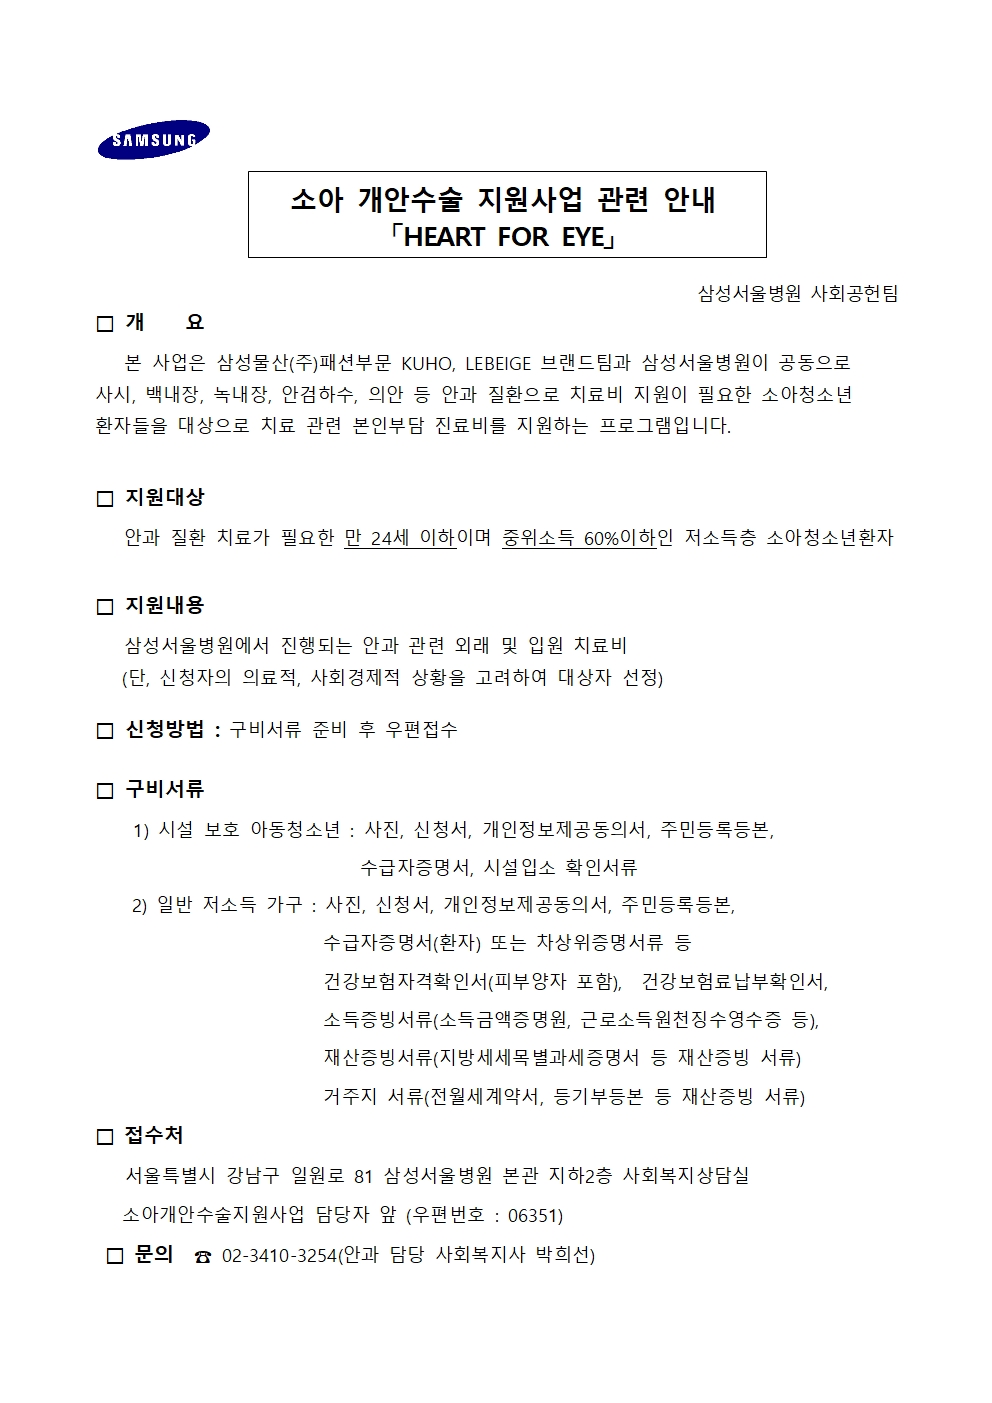 SAMSUNG
소아 개안수술 지원사업 관련 안내
「HEART FOR EYE」
삼성서울병원 사회공헌팀
□ 개 요
본 사업은 삼성물산(주)패션부문 KUHO, LEBEIGE 브랜드팀과 삼성서울병원이 공동으로
사시, 백내장, 녹내장, 안검하수, 의안 등 안과 질환으로 치료비 지원이 필요한 소아청소년
환자들을 대상으로 치료 관련 본인부담 진료비를 지원하는 프로그램입니다.
□ 지원대상
안과 질환 치료가 필요한 만 24세 이하이며 중위소득 60%이하인 저소득층 소아청소년환자
□ 지원내용
삼성서울병원에서 진행되는 안과 관련 외래 및 입원 치료비
(단, 신청자의 의료적, 사회경제적 상황을 고려하여 대상자 선정)
□ 신청방법 : 구비서류 준비 후 우편접수
□ 구비서류
1) 시설 보호 아동청소년 : 사진, 신청서, 개인정보제공동의서, 주민등록등본,
수급자증명서, 시설입소 확인서류
2) 일반 저소득 가구 : 사진, 신청서, 개인정보제공동의서, 주민등록등본,
수급자증명서(환자) 또는 차상위증명서류 등
건강보험자격확인서(피부양자 포함), 건강보험료납부확인서,
소득증빙서류(소득금액증명원, 근로소득원천징수영수증 등),
재산증빙서류(지방세세목별과세증명서 등 재산증빙 서류)
거주지 서류(전월세계약서, 등기부등본 등 재산증빙 서류)
□ 접수처
서울특별시 강남구 일원로 81 삼성서울병원 본관 지하2층 사회복지상담실
소아개안수술지원사업 담당자 앞 (우편번호 : 06351)
□ 문의 ☎ 02-3410-3254(안과 담당 사회복지사 박희선)